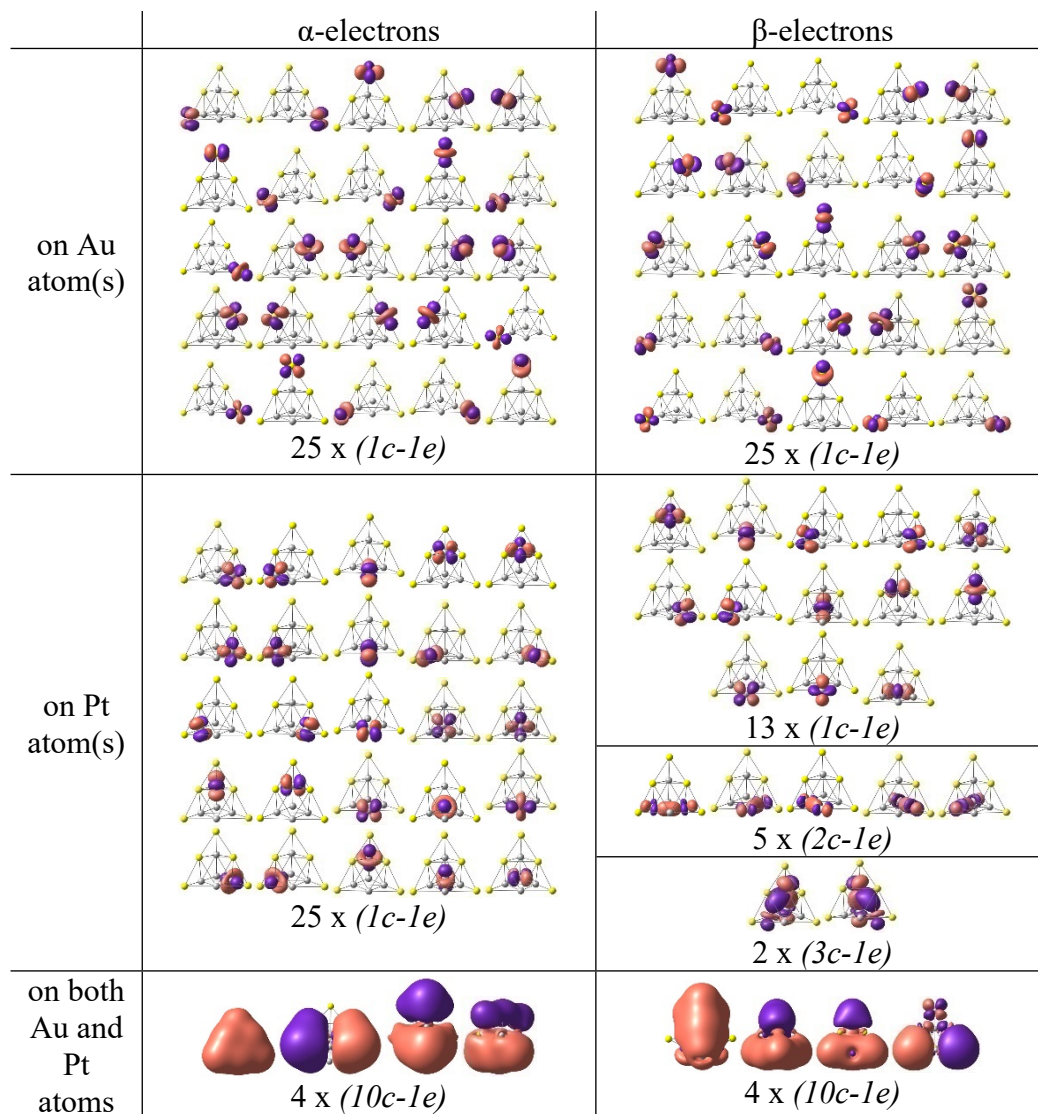 α-electrons
β-electrons
on Au
atom(s)
25 x (1c-1e)
25 x (1c-1e)
on Pt
atom(s)
25 x (1c-1e)
13 x (1c-1e)
5 x (2c-1e)
2 x (3c-1e)
on both
Au and
Pt
atoms
4 x (10c-1e)
4 x (10c-1e)